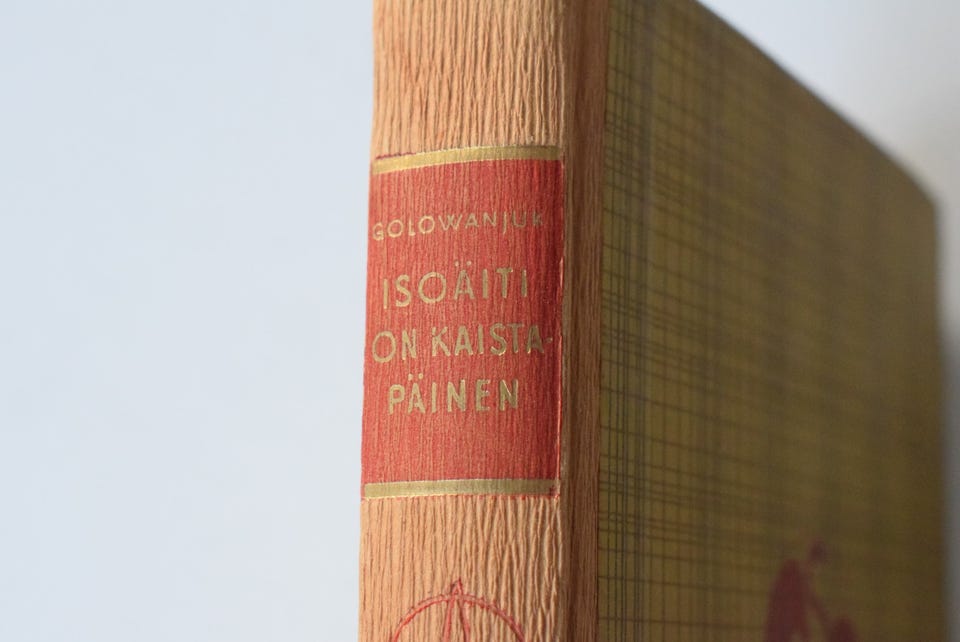 GOLOWANJUK
ISOÄITI
ON KAISTA-
PÄINEN